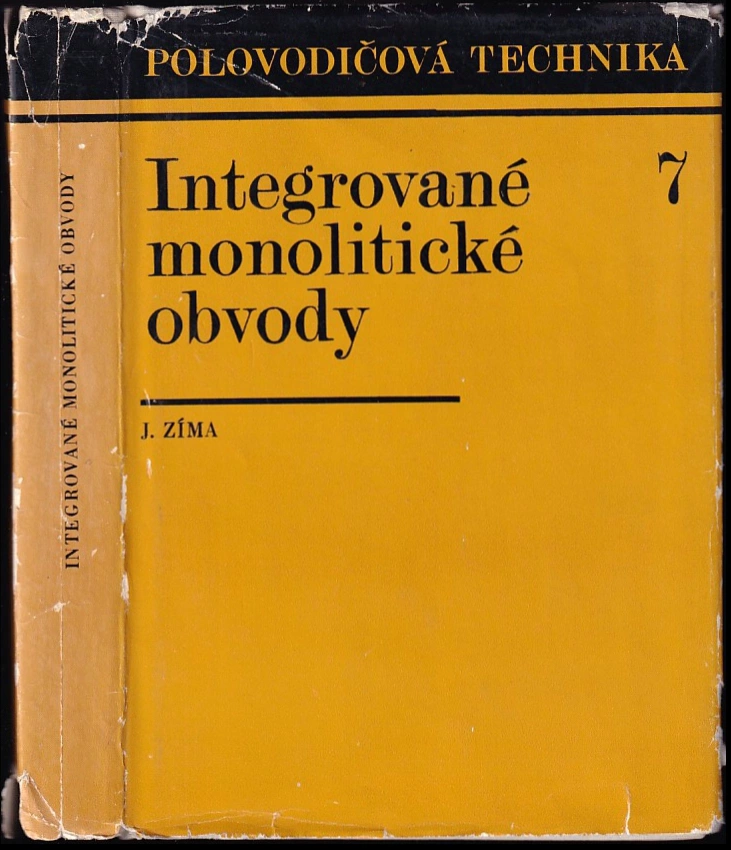 POLOVODIČOVÁ TECHNIKA
Integrované
monolitické
obvody
7
J. ZÍMA
INTEGROVANÉ MONOLITICKÉ OBVODY